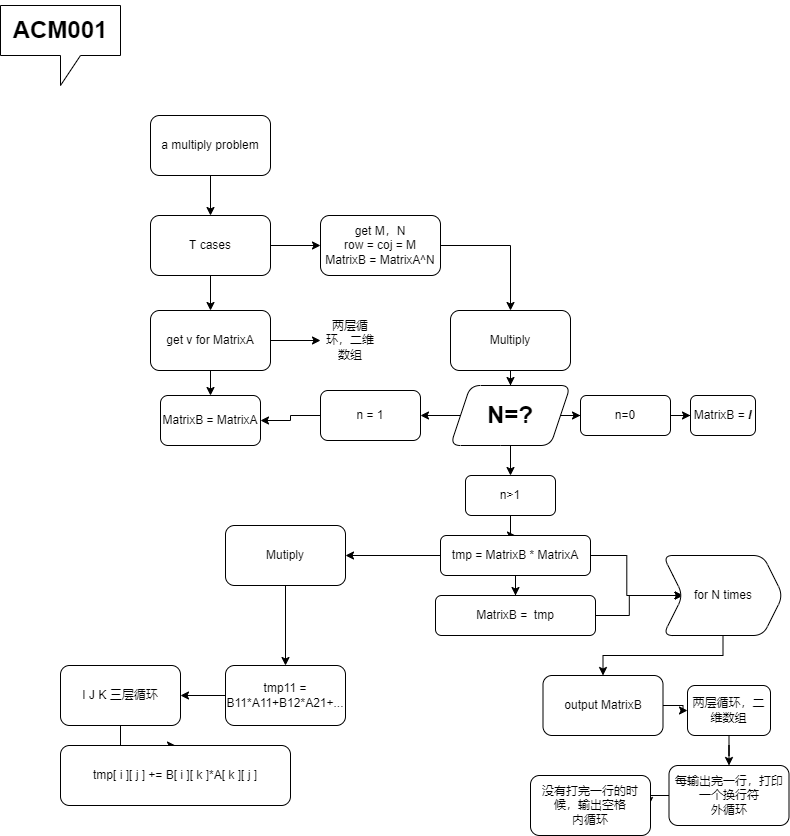 ACM001
a multiply problem
T cases
get M，N
row = coj = M
MatrixB = MatrixA^N
get v for MatrixA
两层循
环，二维
数组
Multiply
MatrixB = MatrixA
n = 1
N=?
n=0
MatrixB = I
n>1
Mutiply
tmp = MatrixB * MatrixA
MatrixB = tmp
for N times
tmp11 =
B11*A11+B12*A21+...
I J K 三层循环
tmp[ i ][ j ] += B[ i ][ k ]*A[ k ][ j ]
output MatrixB
两层循环，二
维数组
每输出完一行，打印
一个换行符
外循环
没有打完一行的时
候，输出空格
内循环